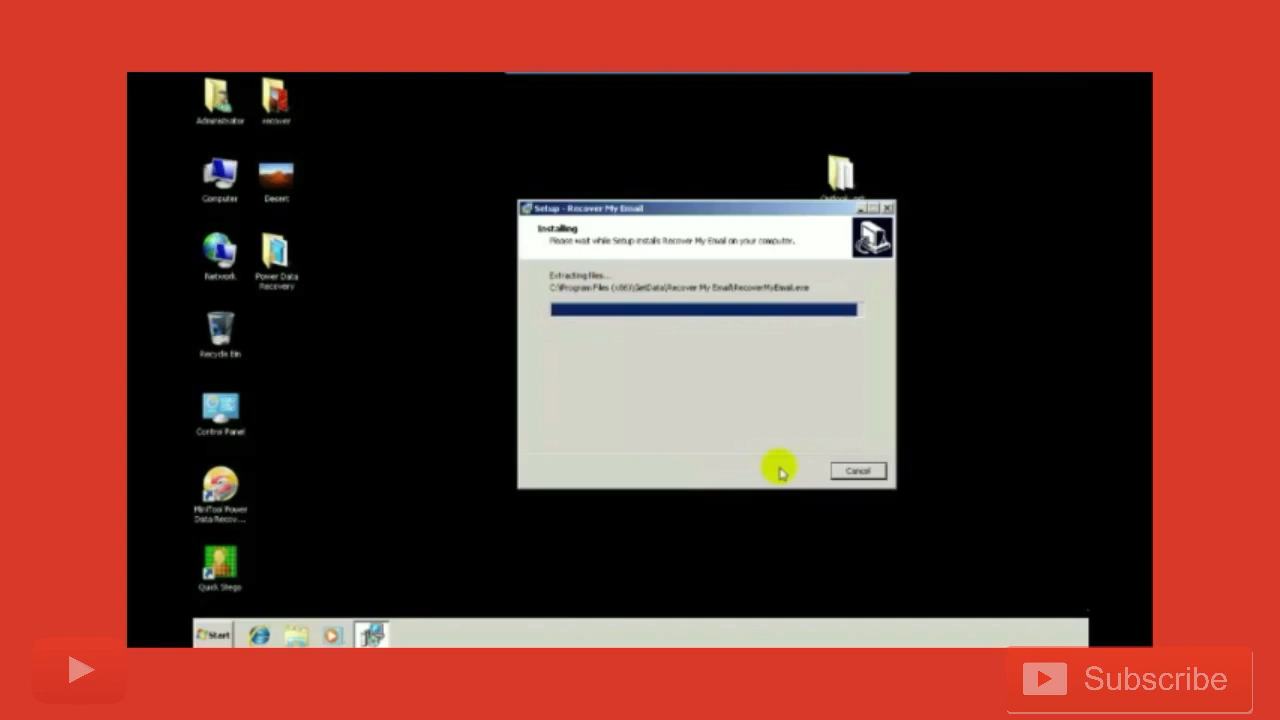 Administrator
recover
Computer
Desert
Network
Power Data
Recovery
Recycle Bin
Control Panel
MiniTool Power
Data Recov...
Quick Stego
Setup - Recover My Email
Installing
Please wait while Setup installs Recover My Email on your computer.
Extracting files...
C:\Program Files (x86)\GetData\Recover My Email\RecoverMyEmail.exe
Cancel
Start
Subscribe